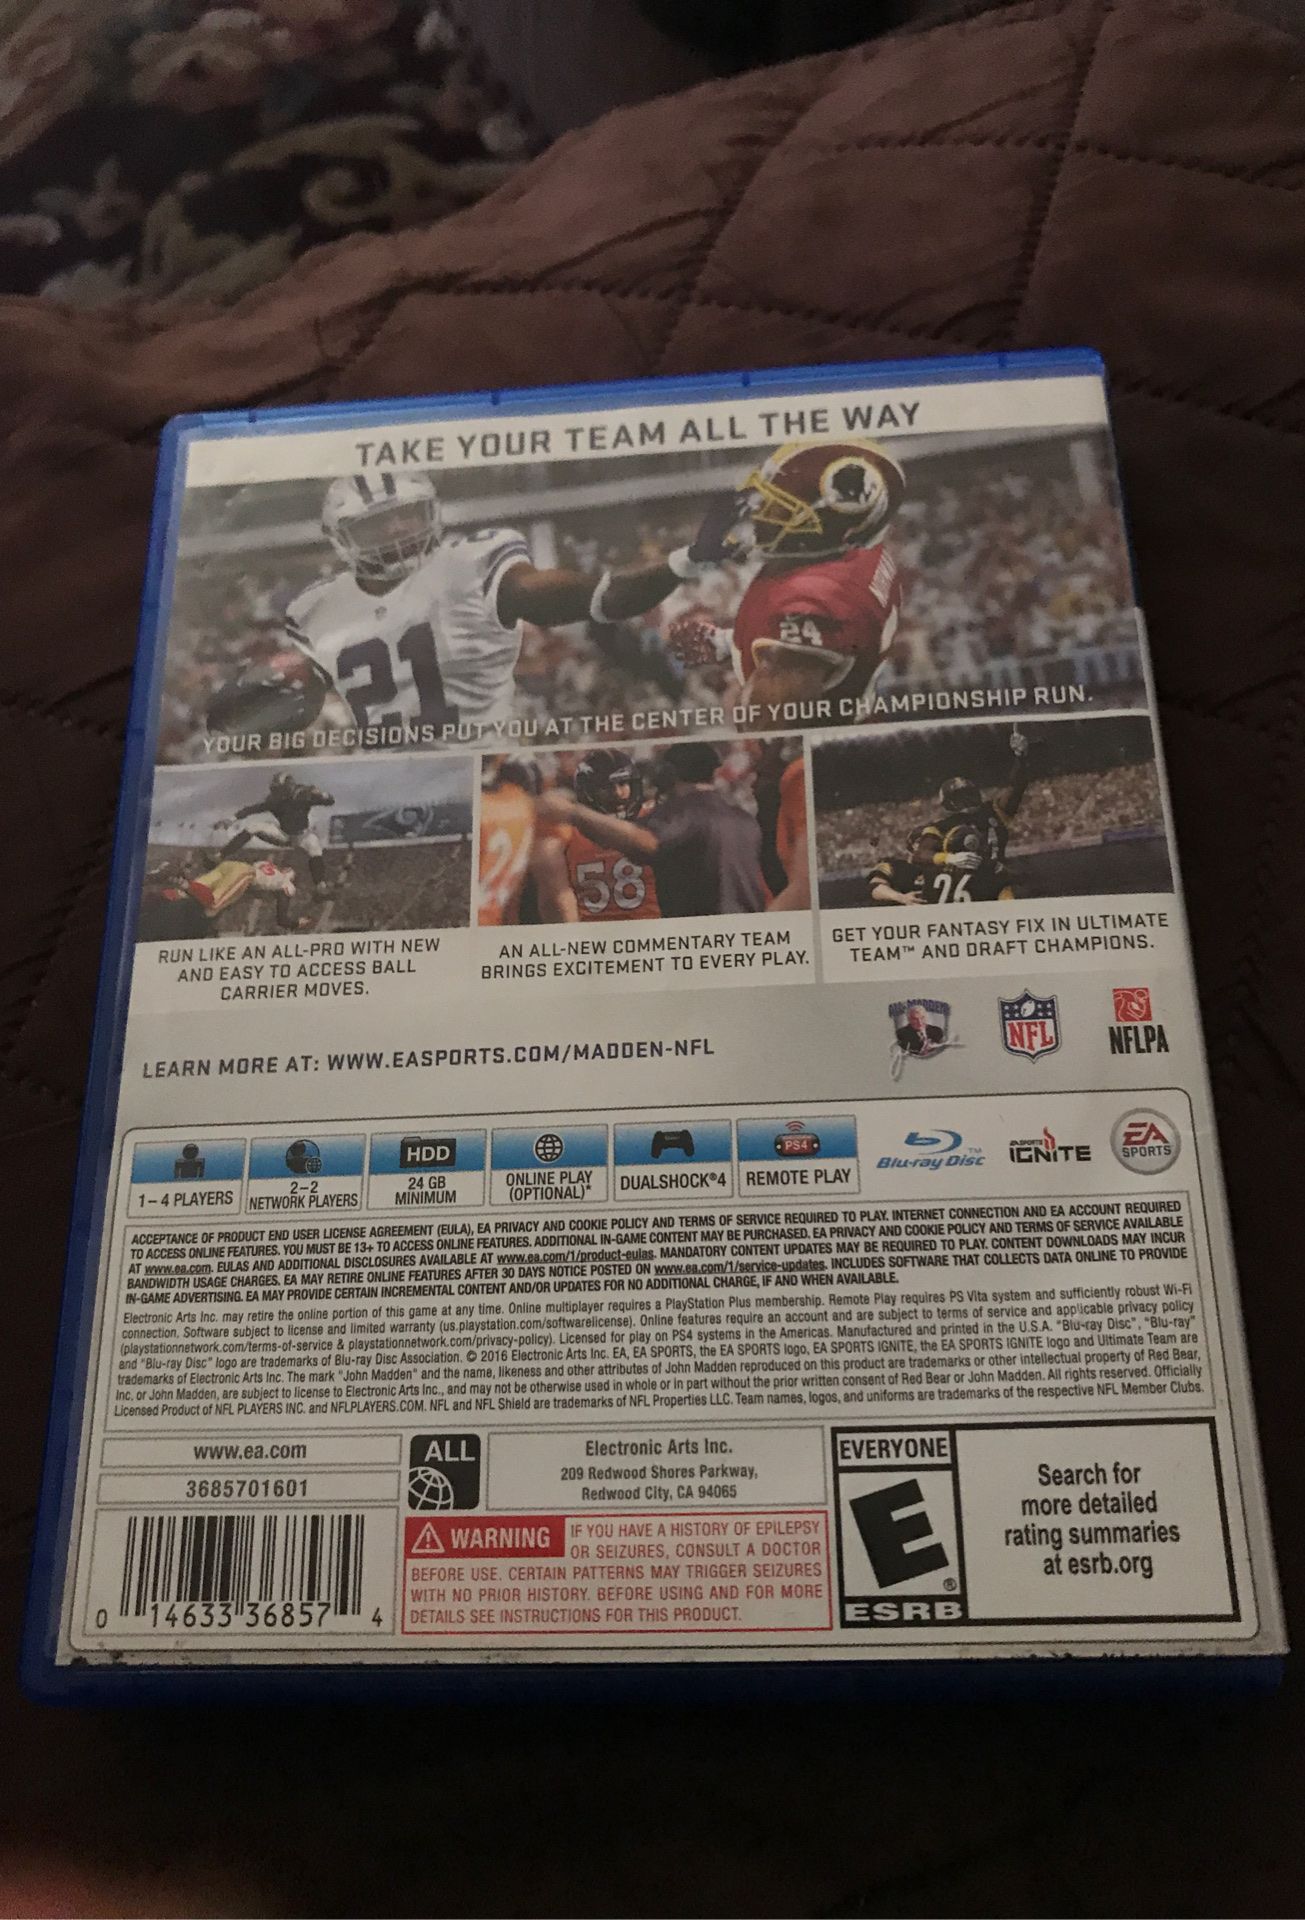 TAKE YOUR TEAM ALL THE WAY
21
24
YOUR BIG DECISIONS PUT YOU AT THE CENTER OF YOUR CHAMPIONSHIP RUN.
58
26
RUN LIKE AN ALL-PRO WITH NEW
AND EASY TO ACCESS BALL
CARRIER MOVES.
AN ALL-NEW COMMENTARY TEAM
BRINGS EXCITEMENT TO EVERY PLAY.
GET YOUR FANTASY FIX IN ULTIMATE
TEAM™ AND DRAFT CHAMPIONS.
LEARN MORE AT: WWW.EASPORTS.COM/MADDEN-NFL
ALL-MADDEN
NFL
NFLPA
1–4 PLAYERS
2–2
NETWORK PLAYERS
HDD
24 GB
MINIMUM
ONLINE PLAY
(OPTIONAL)*
DUALSHOCK®4
PS4
REMOTE PLAY
Blu-ray Disc™
EA SPORTS
IGNITE
EA
SPORTS
ACCEPTANCE OF PRODUCT END USER LICENSE AGREEMENT (EULA), EA PRIVACY AND COOKIE POLICY AND TERMS OF SERVICE REQUIRED TO PLAY. INTERNET CONNECTION AND EA ACCOUNT REQUIRED
TO ACCESS ONLINE FEATURES. YOU MUST BE 13+ TO ACCESS ONLINE FEATURES. ADDITIONAL IN-GAME CONTENT MAY BE PURCHASED. EA PRIVACY AND COOKIE POLICY AND TERMS OF SERVICE AVAILABLE
AT www.ea.com. EULAS AND ADDITIONAL DISCLOSURES AVAILABLE AT www.ea.com/1/product-eulas. MANDATORY CONTENT UPDATES MAY BE REQUIRED TO PLAY. CONTENT DOWNLOADS MAY INCUR
BANDWIDTH USAGE CHARGES. EA MAY RETIRE ONLINE FEATURES AFTER 30 DAYS NOTICE POSTED ON www.ea.com/1/service-updates. INCLUDES SOFTWARE THAT COLLECTS DATA ONLINE TO PROVIDE
IN-GAME ADVERTISING. EA MAY PROVIDE CERTAIN INCREMENTAL CONTENT AND/OR UPDATES FOR NO ADDITIONAL CHARGE, IF AND WHEN AVAILABLE.
Electronic Arts Inc. may retire the online portion of this game at any time. Online multiplayer requires a PlayStation Plus membership. Remote Play requires PS Vita system and sufficiently robust Wi-Fi
connection. Software subject to license and limited warranty (us.playstation.com/softwarelicense). Online features require an account and are subject to terms of service and applicable privacy policy
(playstationnetwork.com/terms-of-service & playstationnetwork.com/privacy-policy). Licensed for play on PS4 systems in the Americas. Manufactured and printed in the U.S.A. "Blu-ray Disc", "Blu-ray"
and "Blu-ray Disc" logo are trademarks of Blu-ray Disc Association. © 2016 Electronic Arts Inc. EA, EA SPORTS, the EA SPORTS logo, EA SPORTS IGNITE, the EA SPORTS IGNITE logo and Ultimate Team are
trademarks of Electronic Arts Inc. The mark "John Madden" and the name, likeness and other attributes of John Madden reproduced on this product are trademarks or other intellectual property of Red Bear,
Inc. or John Madden, are subject to license to Electronic Arts Inc., and may not be otherwise used in whole or in part without the prior written consent of Red Bear or John Madden. All rights reserved. Officially
Licensed Product of NFL PLAYERS INC. and NFLPLAYERS.COM. NFL and NFL Shield are trademarks of NFL Properties LLC. Team names, logos, and uniforms are trademarks of the respective NFL Member Clubs.
www.ea.com
3685701601
0 14633 36857 4
ALL
Electronic Arts Inc.
209 Redwood Shores Parkway,
Redwood City, CA 94065
WARNING IF YOU HAVE A HISTORY OF EPILEPSY
OR SEIZURES, CONSULT A DOCTOR
BEFORE USE. CERTAIN PATTERNS MAY TRIGGER SEIZURES
WITH NO PRIOR HISTORY. BEFORE USING AND FOR MORE
DETAILS SEE INSTRUCTIONS FOR THIS PRODUCT.
EVERYONE
E®
ESRB
Search for
more detailed
rating summaries
at esrb.org